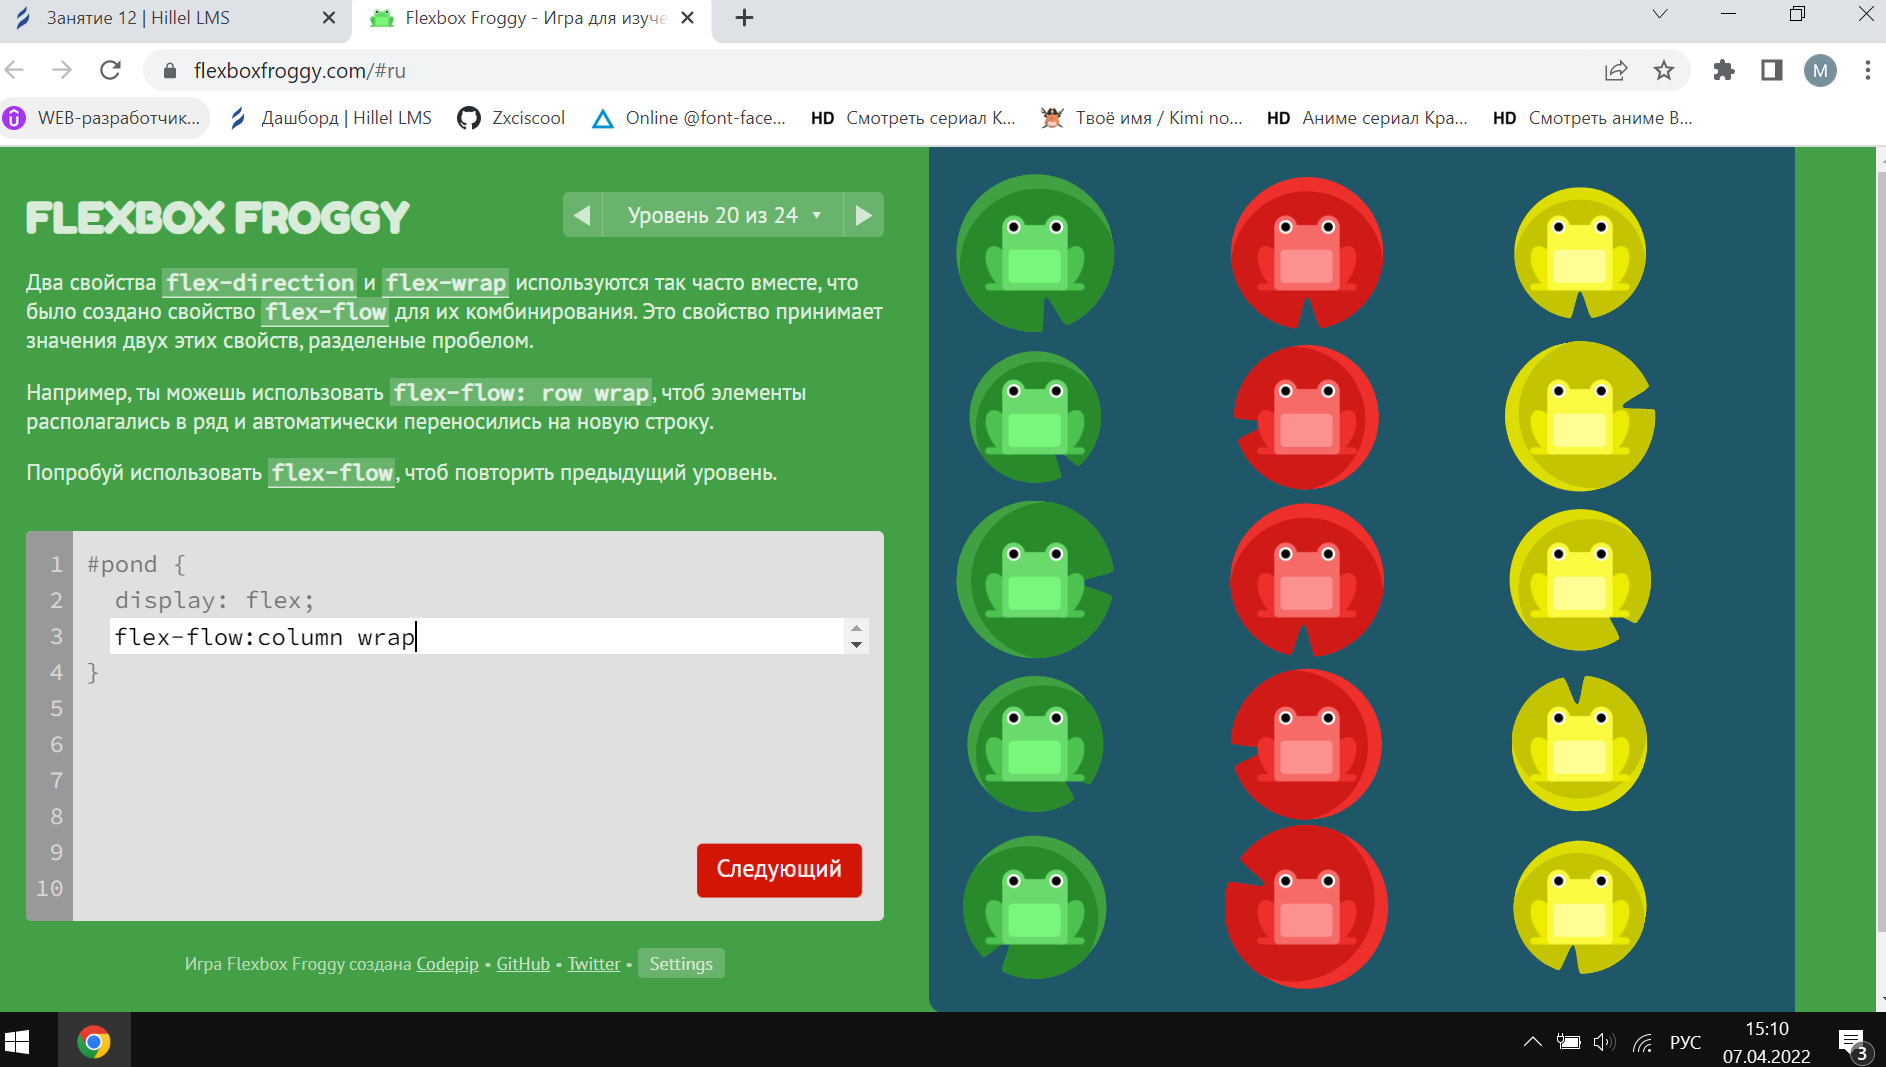 Занятие 12 | Hillel LMS
Flexbox Froggy - Игра для изуче
flexboxfroggy.com/#ru
M
WEB-разработчик...
Дашборд | Hillel LMS
Zxciscool
Online @font-face...
HD Смотреть сериал К...
Твоё имя / Kimi no...
HD Аниме сериал Кра...
HD Смотреть аниме В...
FLEXBOX FROGGY
Уровень 20 из 24
Два свойства flex-direction и flex-wrap используются так часто вместе, что
было создано свойство flex-flow для их комбинирования. Это свойство принимает
значения двух этих свойств, разделеные пробелом.
Например, ты можешь использовать flex-flow: row wrap, чтоб элементы
располагались в ряд и автоматически переносились на новую строку.
Попробуй использовать flex-flow, чтоб повторить предыдущий уровень.
1 #pond {
2 display: flex;
3 flex-flow:column wrap
4 }
5
6
7
8
9
10
Следующий
Игра Flexbox Froggy создана Codepip • GitHub • Twitter • Settings
РУС
15:10
07.04.2022
3